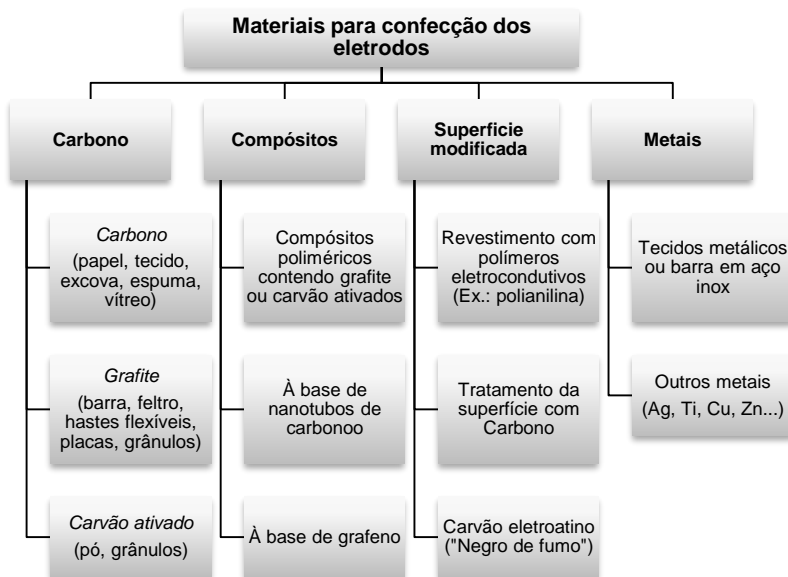 Materiais para confecção dos
eletrodos
Carbono
Compósitos
Superficie
modificada
Metais
Carbono
(papel, tecido,
excova, espuma,
vítreo)
Compósitos
poliméricos
contendo grafite
ou carvão ativados
Revestimento com
polímeros
eletrocondutivos
(Ex.: polianilina)
Tecidos metálicos
ou barra em aço
inox
Grafite
(barra, feltro,
hastes flexíveis,
placas, grânulos)
À base de
nanotubos de
carbonoo
Tratamento da
superfície com
Carbono
Outros metais
(Ag, Ti, Cu, Zn...)
Carvão ativado
(pó, grânulos)
À base de grafeno
Carvão eletroatino
("Negro de fumo")